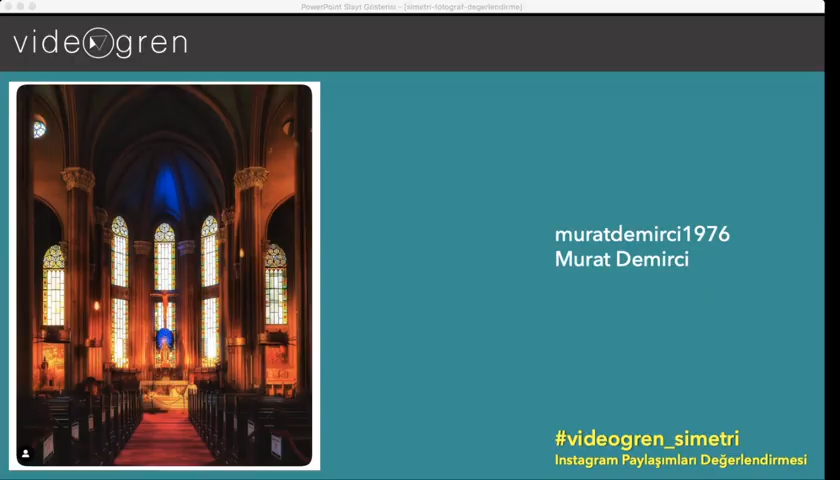 PowerPoint Slayt Gösterisi - [simetri-fotograf-degerlendirme]
videogren
muratdemirci1976
Murat Demirci
#videogren_simetri
Instagram Paylaşımları Değerlendirmesi